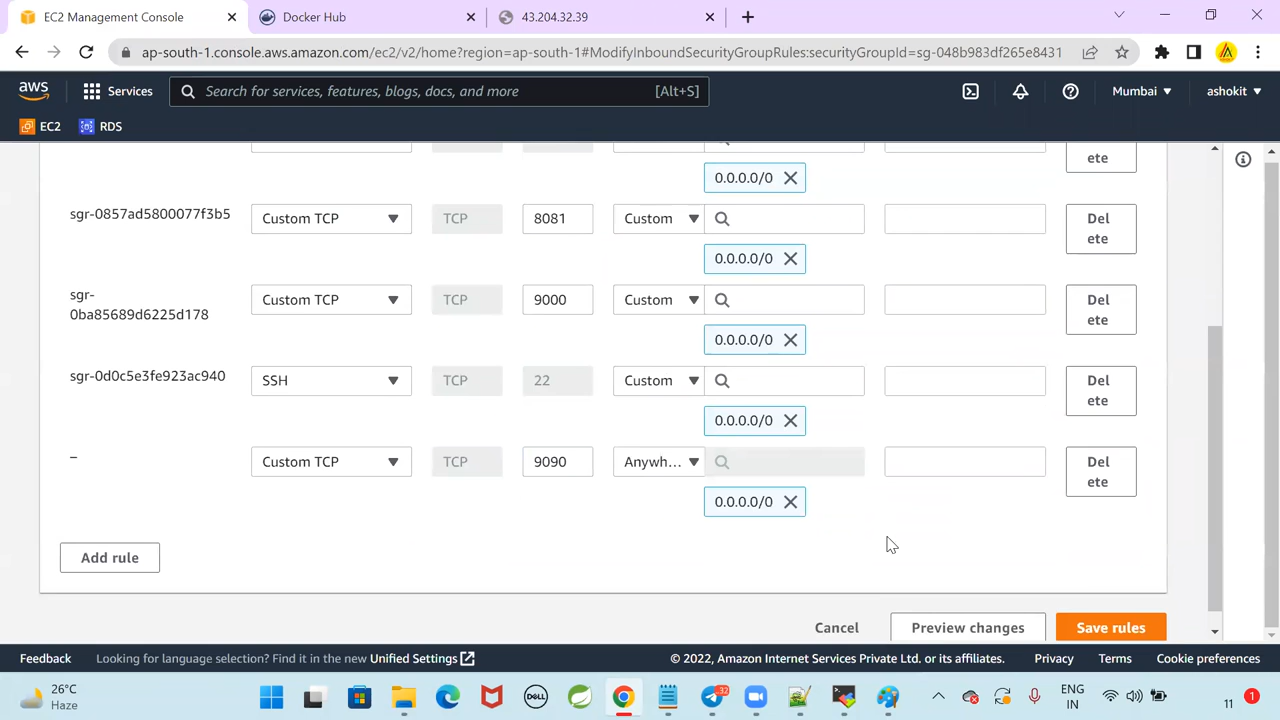 EC2 Management Console
Docker Hub
43.204.32.39
ap-south-1.console.aws.amazon.com/ec2/v2/home?region=ap-south-1#ModifyInboundSecurityGroupRules:securityGroupId=sg-048b983df265e8431
aws
Services
Search for services, features, blogs, docs, and more
[Alt+S]
Mumbai
ashokit
EC2
RDS
ete
0.0.0.0/0
sgr-0857ad5800077f3b5
Custom TCP
TCP
8081
Custom
Del
ete
0.0.0.0/0
sgr-
0ba85689d6225d178
Custom TCP
TCP
9000
Custom
Del
ete
0.0.0.0/0
sgr-0d0c5e3fe923ac940
SSH
TCP
22
Custom
Del
ete
0.0.0.0/0
–
Custom TCP
TCP
9090
Anywh...
Del
ete
0.0.0.0/0
Add rule
Cancel
Preview changes
Save rules
Feedback
Looking for language selection? Find it in the new Unified Settings
© 2022, Amazon Internet Services Private Ltd. or its affiliates.
Privacy
Terms
Cookie preferences
26°C
Haze
DELL
32
ENG
IN
11
1